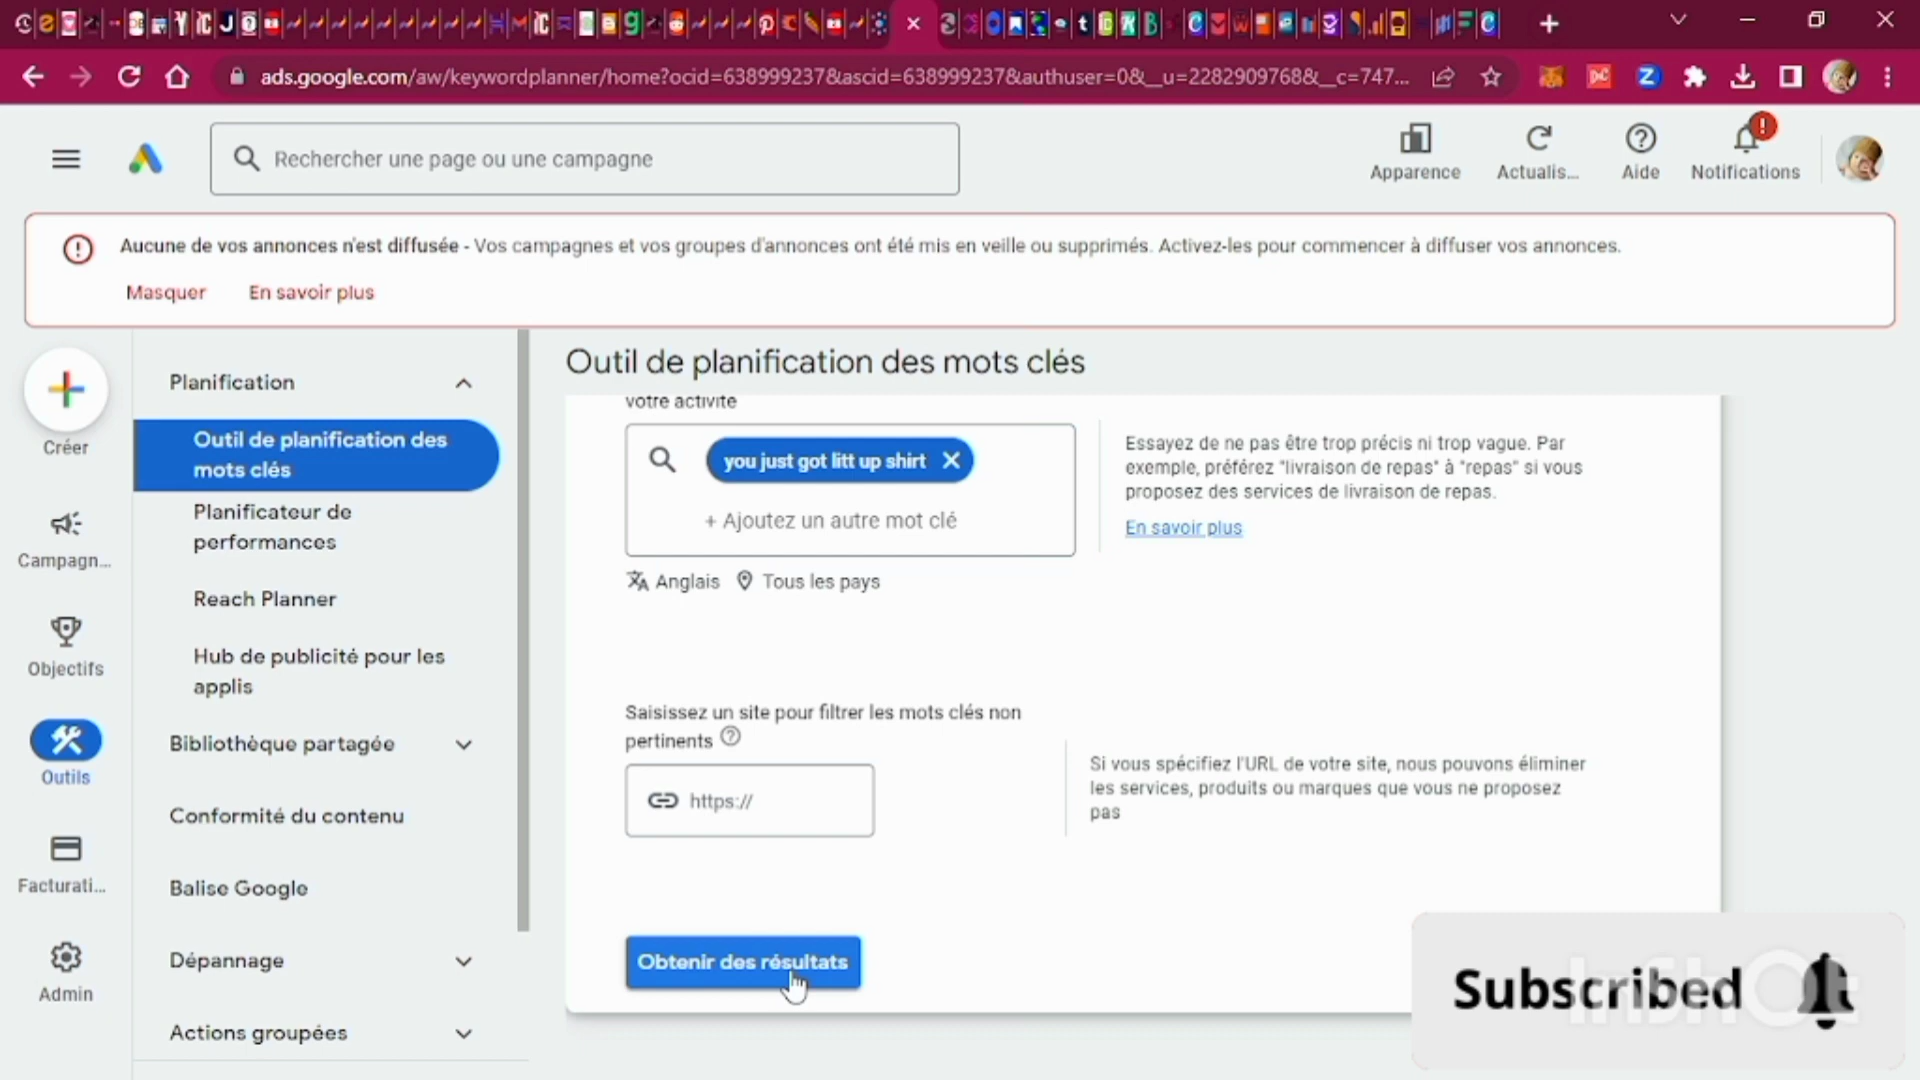 ads.google.com/aw/keywordplanner/home?ocid=638999237&ascid=638999237&authuser=0&__u=2282909768&__c=747...
Rechercher une page ou une campagne
Apparence
Actualis...
Aide
Notifications
Aucune de vos annonces n'est diffusée - Vos campagnes et vos groupes d'annonces ont été mis en veille ou supprimés. Activez-les pour commencer à diffuser vos annonces.
Masquer
En savoir plus
Créer
Campagn...
Objectifs
Outils
Facturati...
Admin
Planification
Outil de planification des
mots clés
Planificateur de
performances
Reach Planner
Hub de publicité pour les
applis
Bibliothèque partagée
Conformité du contenu
Balise Google
Dépannage
Actions groupées
Outil de planification des mots clés
votre activité
you just got litt up shirt
+ Ajoutez un autre mot clé
Anglais
Tous les pays
Essayez de ne pas être trop précis ni trop vague. Par
exemple, préférez "livraison de repas" à "repas" si vous
proposez des services de livraison de repas.
En savoir plus
Saisissez un site pour filtrer les mots clés non
pertinents
https://
Si vous spécifiez l'URL de votre site, nous pouvons éliminer
les services, produits ou marques que vous ne proposez
pas
Obtenir des résultats
Subscribed
InShOt